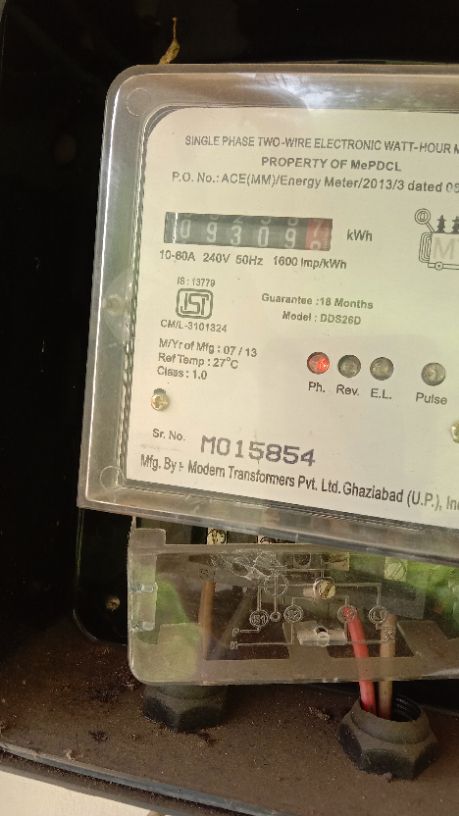 SINGLE PHASE TWO-WIRE ELECTRONIC WATT-HOUR
PROPERTY OF MePDCL
P.O. No.: ACE(MM)/Energy Meter/2013/3 dated
09309 kWh
10-60A 240V 50Hz 1600 Imp/kWh
IS : 13779
ISI
CM/L-3101324
Guarantee :18 Months
Model : DDS26D
M/Yr of Mfg : 07 / 13
Ref Temp : 27°C
Class : 1.0
Ph. Rev. E.L. Pulse
Sr. No. M015854
Mfg. By :- Modern Transformers Pvt. Ltd. Ghaziabad (U.P.),
S1 S2